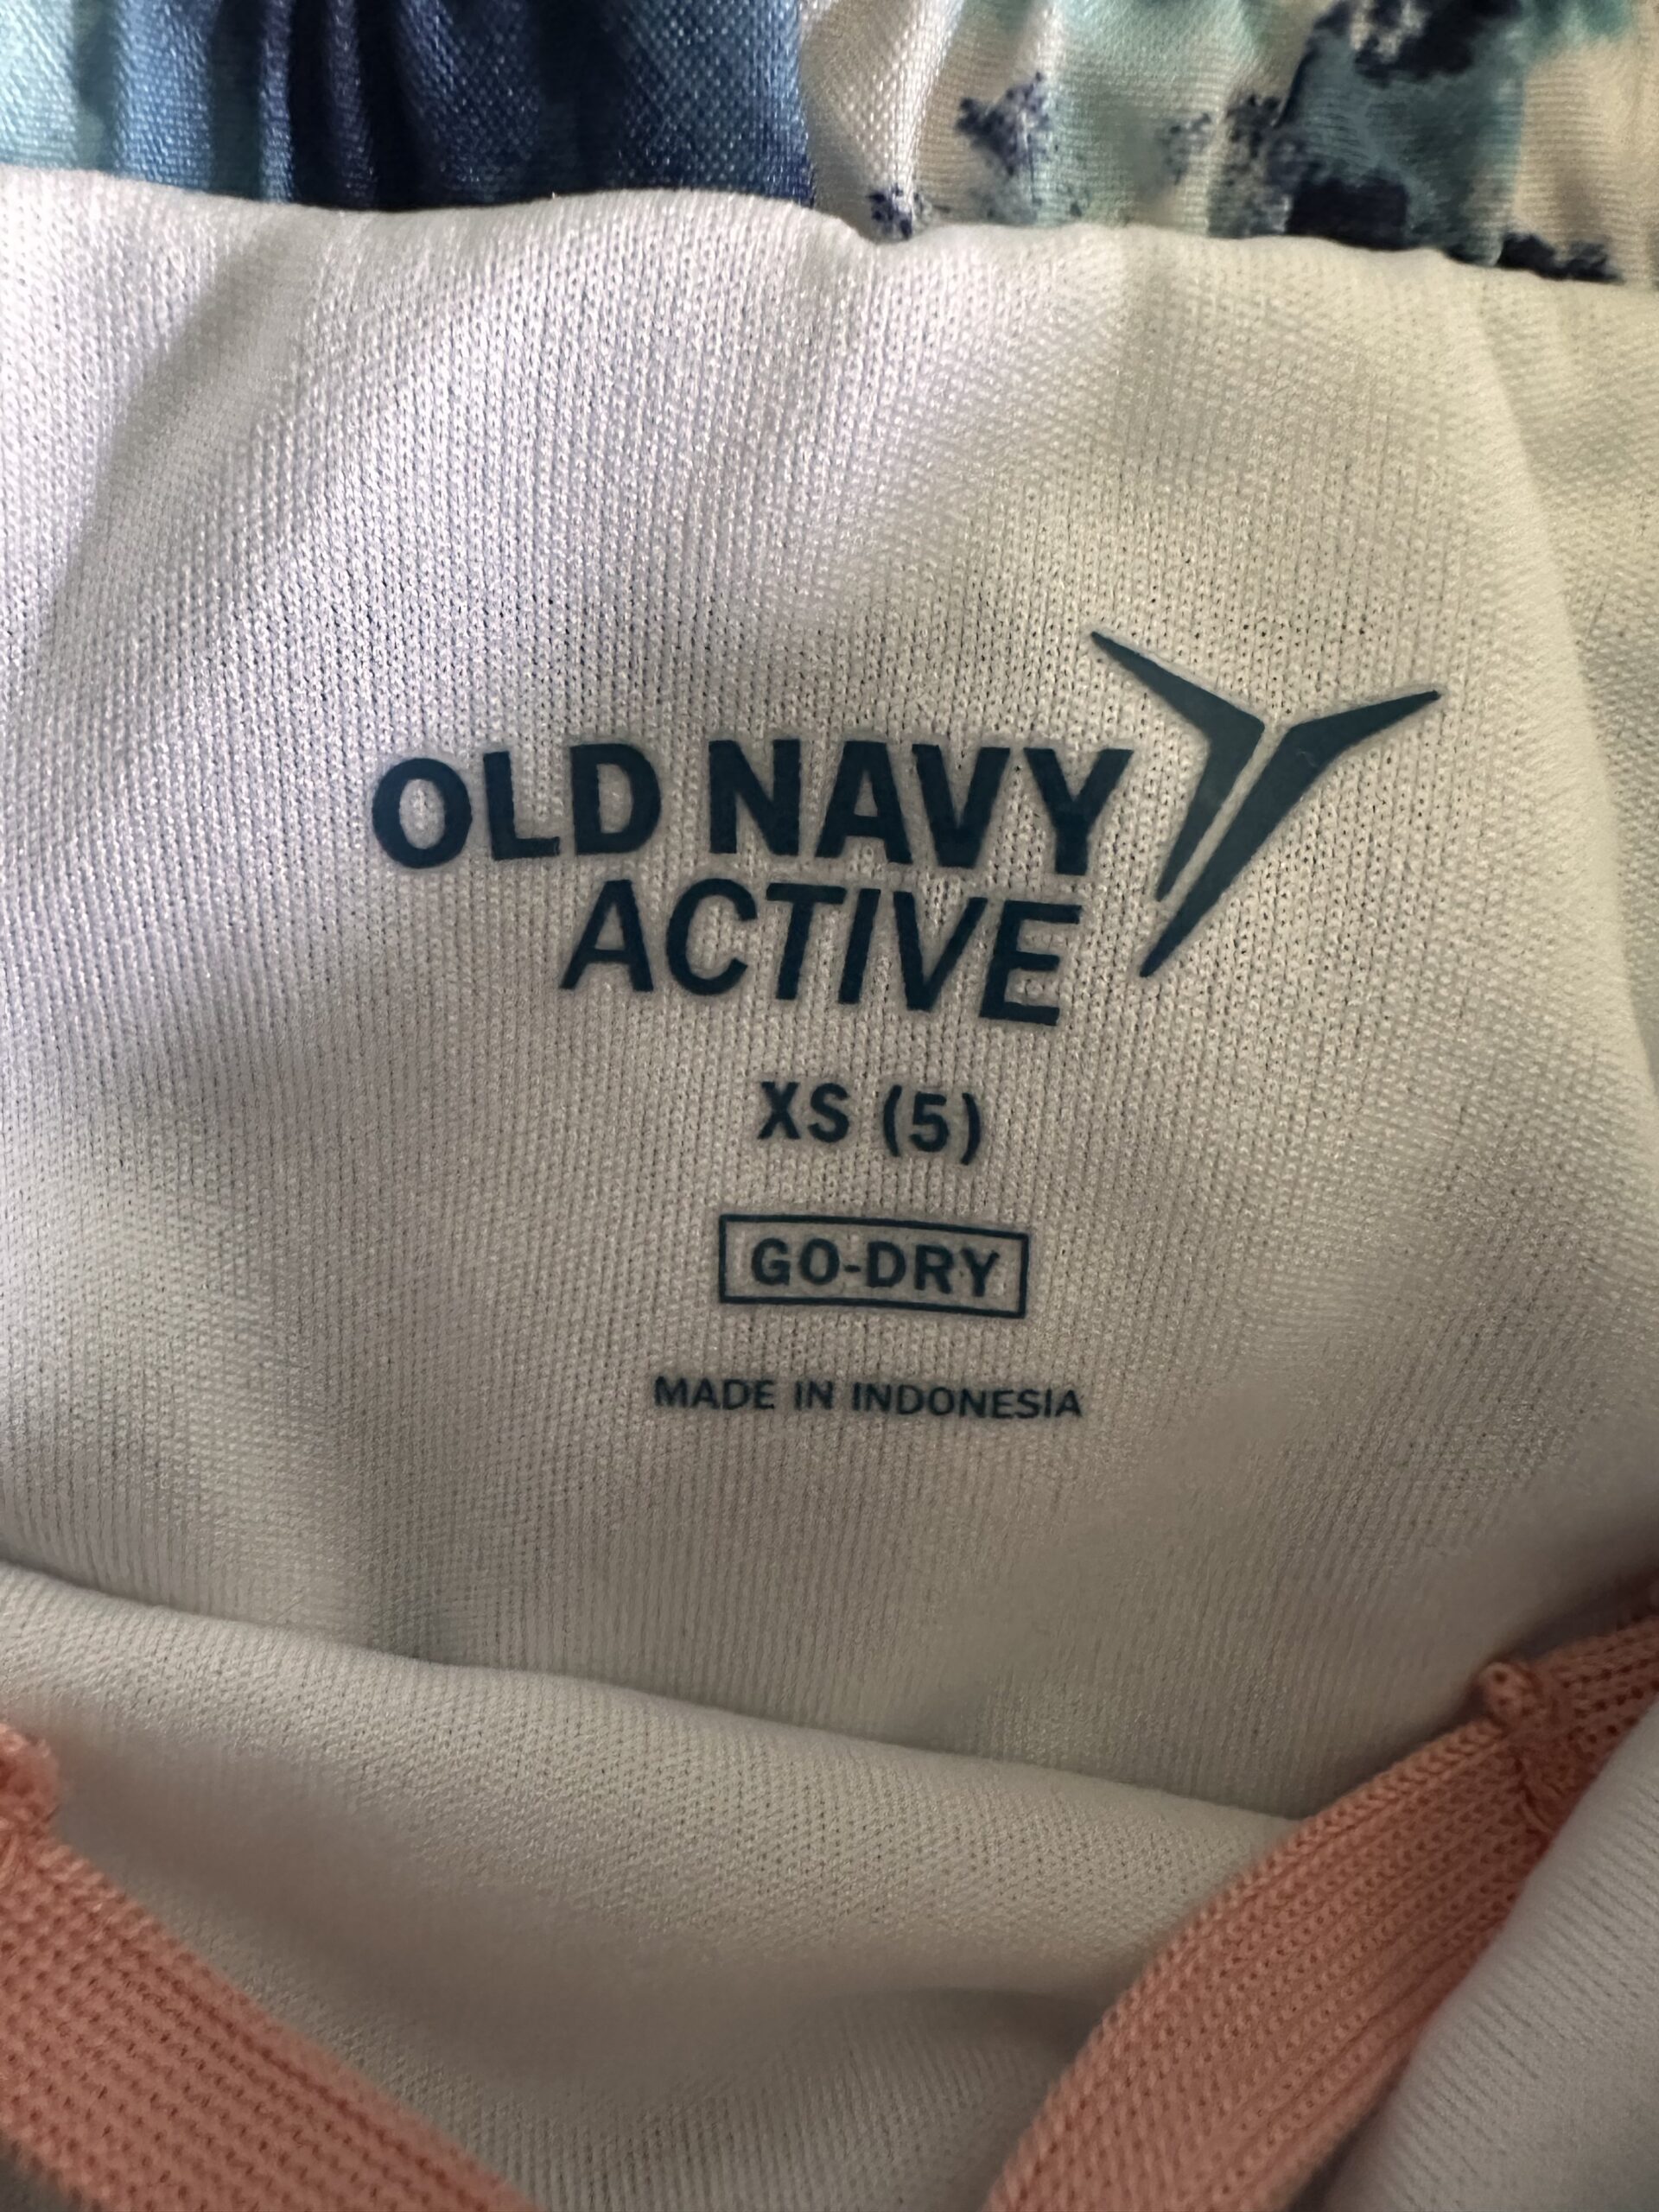 OLD NAVY
ACTIVE
XS (5)
GO-DRY
MADE IN INDONESIA